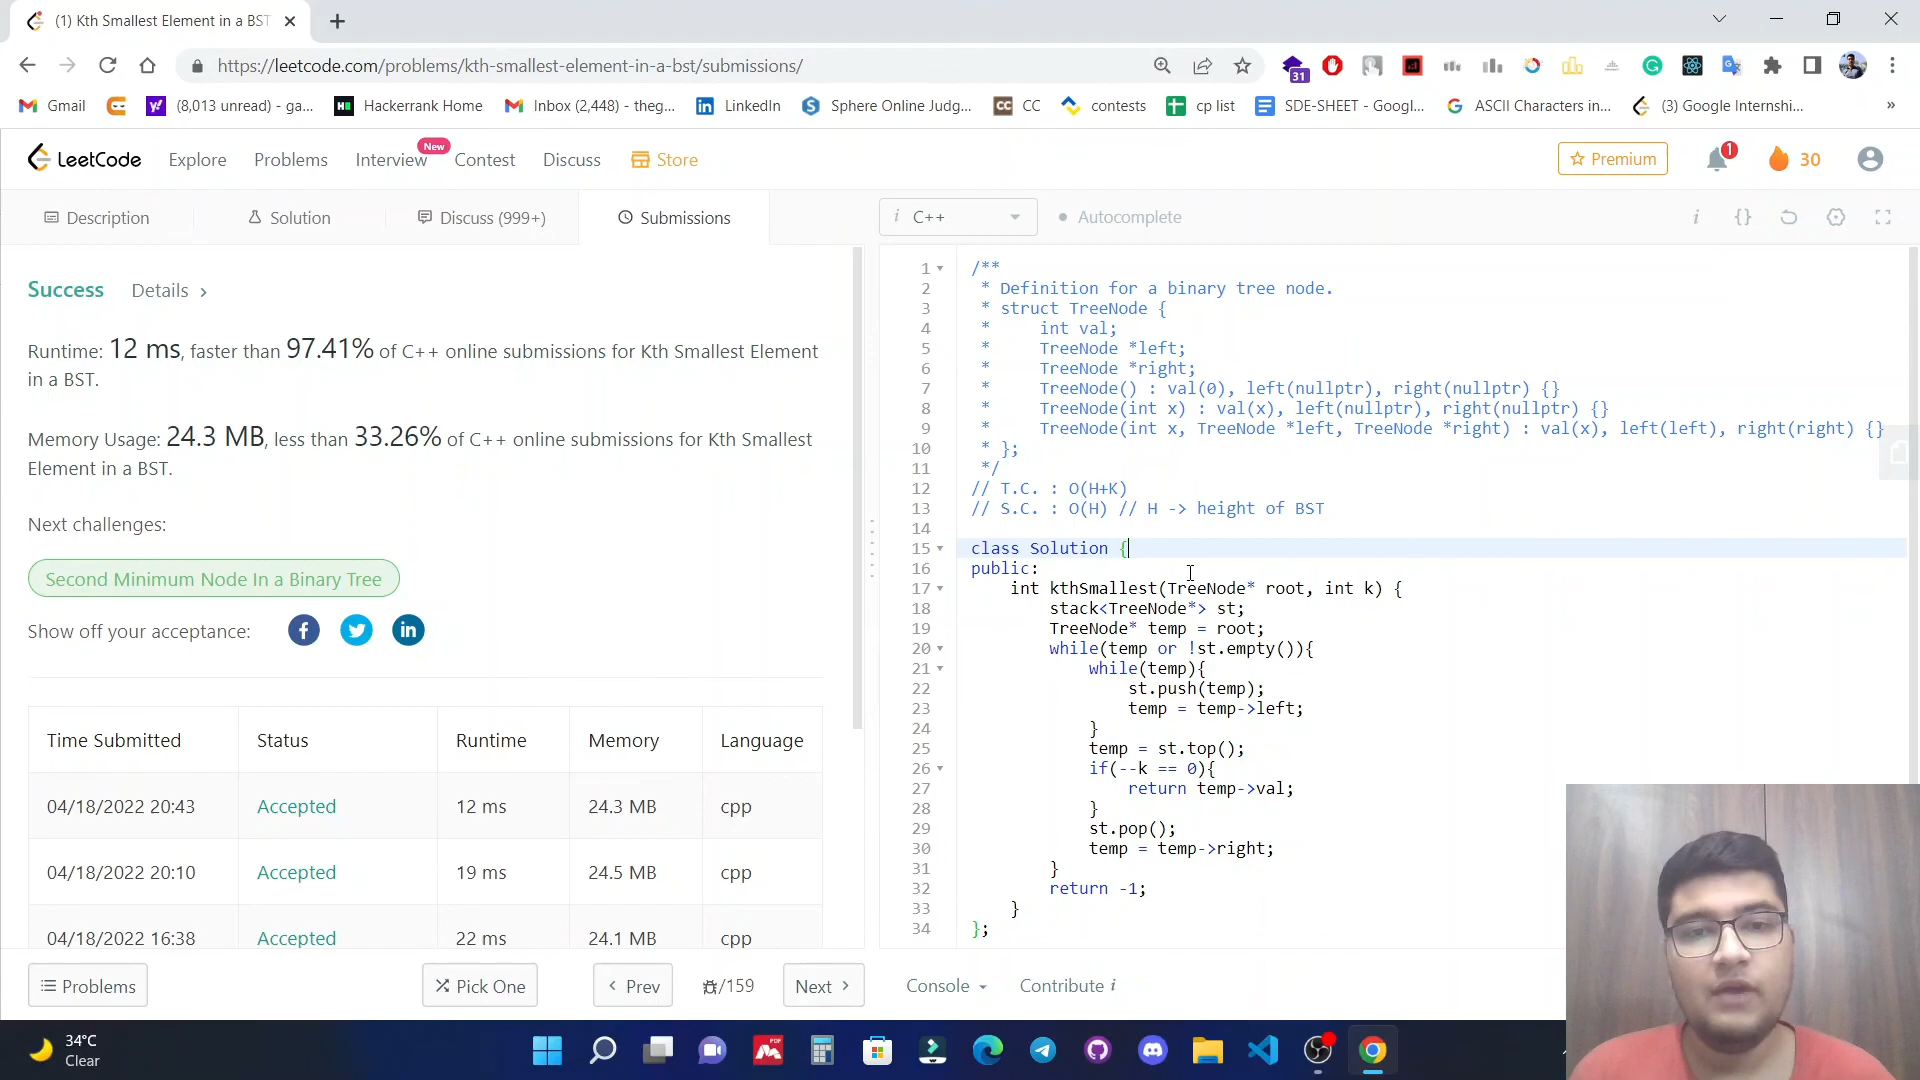 (1) Kth Smallest Element in a BST
https://leetcode.com/problems/kth-smallest-element-in-a-bst/submissions/
31
Gmail
(8,013 unread) - ga...
Hackerrank Home
Inbox (2,448) - theg...
LinkedIn
Sphere Online Judg...
CC
CC
contests
cp list
SDE-SHEET - Googl...
ASCII Characters in...
(3) Google Internshi...
»
LeetCode
Explore
Problems
Interview
New
Contest
Discuss
Store
Premium
1
30
Description
Solution
Discuss (999+)
Submissions
i C++
Autocomplete
Success
Details
Runtime: 12 ms, faster than 97.41% of C++ online submissions for Kth Smallest Element
in a BST.
Memory Usage: 24.3 MB, less than 33.26% of C++ online submissions for Kth Smallest
Element in a BST.
Next challenges:
Second Minimum Node In a Binary Tree
Show off your acceptance:
Time Submitted Status Runtime Memory Language
04/18/2022 20:43 Accepted 12 ms 24.3 MB cpp
04/18/2022 20:10 Accepted 19 ms 24.5 MB cpp
04/18/2022 16:38 Accepted 22 ms 24.1 MB cpp
1 /**
2 * Definition for a binary tree node.
3 * struct TreeNode {
4 * int val;
5 * TreeNode *left;
6 * TreeNode *right;
7 * TreeNode() : val(0), left(nullptr), right(nullptr) {}
8 * TreeNode(int x) : val(x), left(nullptr), right(nullptr) {}
9 * TreeNode(int x, TreeNode *left, TreeNode *right) : val(x), left(left), right(right) {}
10 * };
11 */
12 // T.C. : O(H+K)
13 // S.C. : O(H) // H -> height of BST
14
15 class Solution {
16 public:
17 int kthSmallest(TreeNode* root, int k) {
18 stack<TreeNode*> st;
19 TreeNode* temp = root;
20 while(temp or !st.empty()){
21 while(temp){
22 st.push(temp);
23 temp = temp->left;
24 }
25 temp = st.top();
26 if(--k == 0){
27 return temp->val;
28 }
29 st.pop();
30 temp = temp->right;
31 }
32 return -1;
33 }
34 };
Problems
Pick One
Prev
/159
Next
Console
Contribute i
34°C
Clear